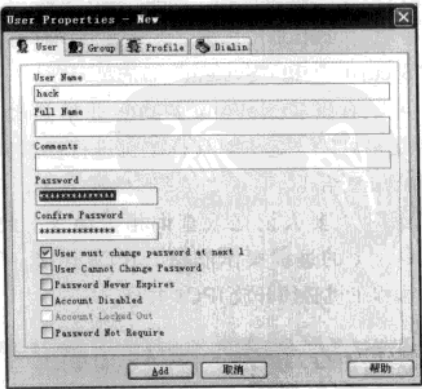 User Properties - New
User Group Profile Dialin
User Name
hack
Full Name
Comments
Password
**************
Confirm Password
**************
User must change password at next l
User Cannot Change Password
Password Never Expires
Account Disabled
Account Locked Out
Password Not Require
Add 取消 帮助